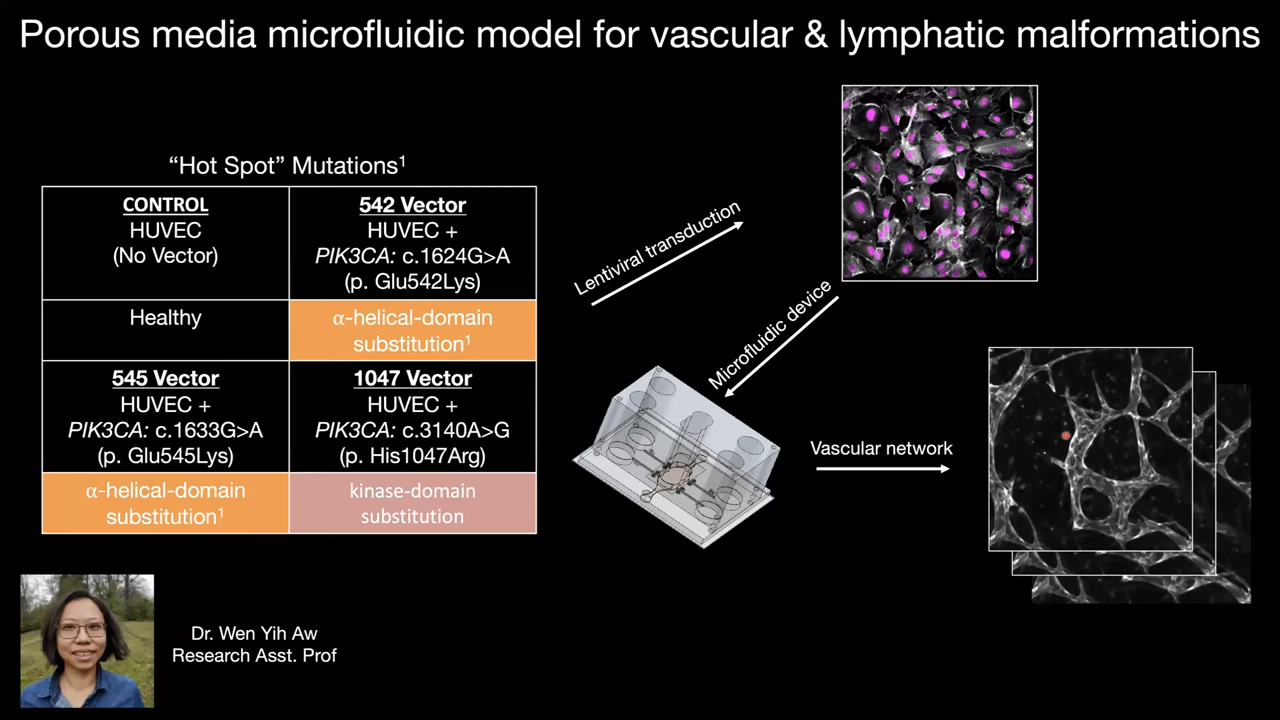 Porous media microfluidic model for vascular & lymphatic malformations
“Hot Spot” Mutations¹
CONTROL
HUVEC
(No Vector)
542 Vector
HUVEC +
PIK3CA: c.1624G>A
(p. Glu542Lys)
Healthy
α-helical-domain
substitution¹
545 Vector
HUVEC +
PIK3CA: c.1633G>A
(p. Glu545Lys)
1047 Vector
HUVEC +
PIK3CA: c.3140A>G
(p. His1047Arg)
α-helical-domain
substitution¹
kinase-domain
substitution
Lentiviral transduction
Microfluidic device
Vascular network
Dr. Wen Yih Aw
Research Asst. Prof